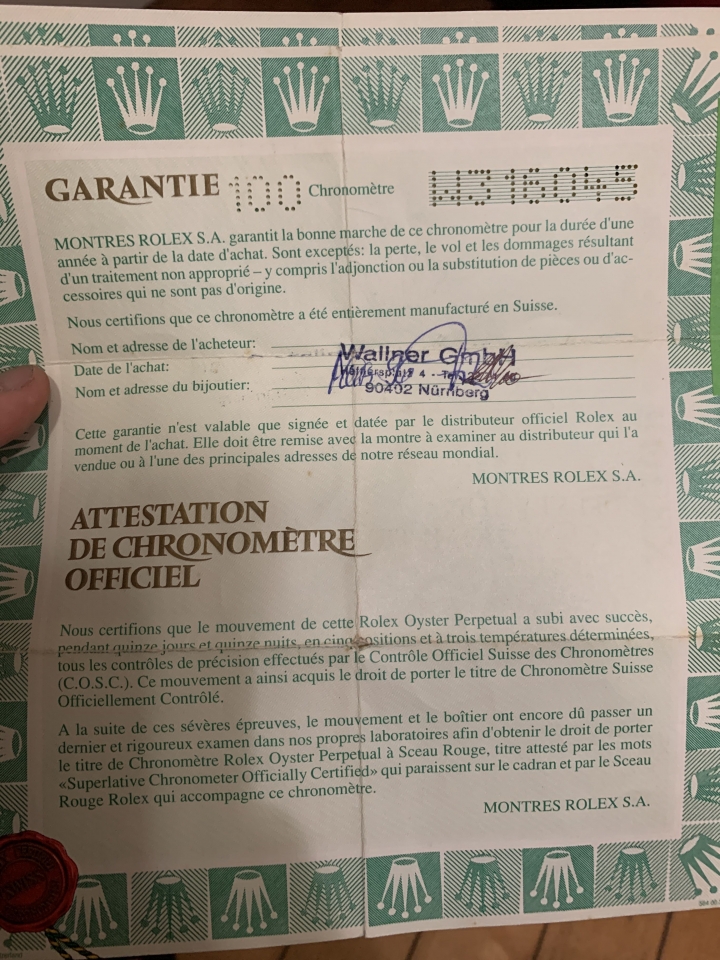 GARANTIE 100 Chronomètre W316045
MONTRES ROLEX S.A. garantit la bonne marche de ce chronomètre pour la durée d'une
année à partir de la date d'achat. Sont exceptés: la perte, le vol et les dommages résultant
d'un traitement non approprié – y compris l'adjonction ou la substitution de pièces ou d'ac-
cessoires qui ne sont pas d'origine.
Nous certifions que ce chronomètre a été entièrement manufacturé en Suisse.
Nom et adresse de l'acheteur:
Date de l'achat:
Nom et adresse du bijoutier:
Wallner GmbH
90402 Nürnberg
Cette garantie n'est valable que signée et datée par le distributeur officiel Rolex au
moment de l'achat. Elle doit être remise avec la montre à examiner au distributeur qui l'a
vendue ou à l'une des principales adresses de notre réseau mondial.
MONTRES ROLEX S.A.
ATTESTATION
DE CHRONOMÈTRE
OFFICIEL
Nous certifions que le mouvement de cette Rolex Oyster Perpetual a subi avec succès,
pendant quinze jours et quinze nuits, en cinq positions et à trois températures déterminées,
tous les contrôles de précision effectués par le Contrôle Officiel Suisse des Chronomètres
(C.O.S.C.). Ce mouvement a ainsi acquis le droit de porter le titre de Chronomètre Suisse
Officiellement Contrôlé.
A la suite de ces sévères épreuves, le mouvement et le boîtier ont encore dû passer un
dernier et rigoureux examen dans nos propres laboratoires afin d'obtenir le droit de porter
le titre de Chronomètre Rolex Oyster Perpetual à Sceau Rouge, titre attesté par les mots
«Superlative Chronometer Officially Certified» qui paraissent sur le cadran et par le Sceau
Rouge Rolex qui accompagne ce chronomètre.
MONTRES ROLEX S.A.